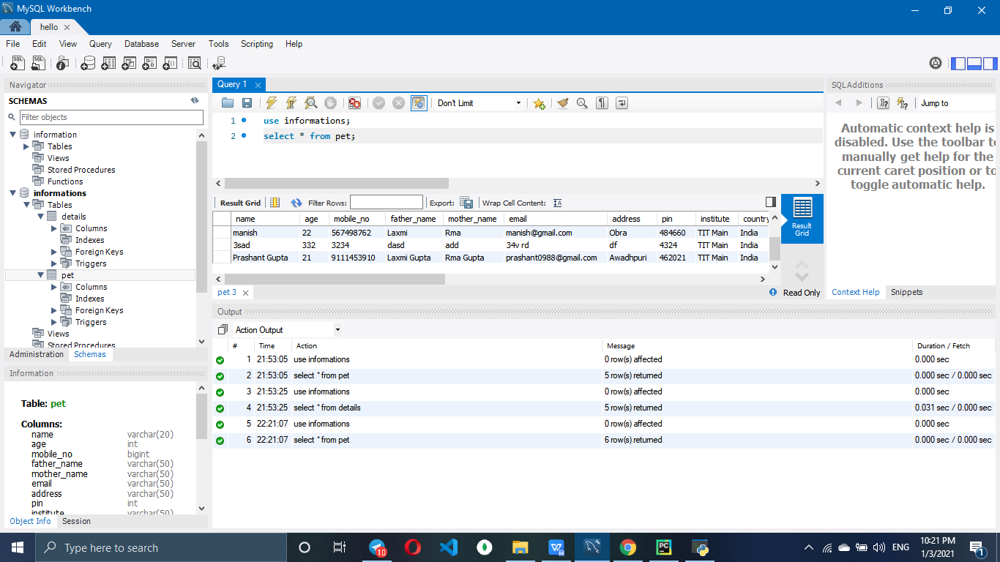 MySQL Workbench
hello
File Edit View Query Database Server Tools Scripting Help
Navigator
SCHEMAS
Filter objects
information
Tables
Views
Stored Procedures
Functions
informations
Tables
details
Columns
Indexes
Foreign Keys
Triggers
pet
Columns
Indexes
Foreign Keys
Triggers
Views
Stored Procedures
Administration Schemas
Information
Table: pet
Columns:
name varchar(20)
age int
mobile_no bigint
father_name varchar(50)
mother_name varchar(50)
email varchar(50)
address varchar(50)
pin int
institute varchar(50)
Object Info Session
Query 1
Don't Limit
1 use informations;
2 select * from pet;
Result Grid Filter Rows: Export: Wrap Cell Content:
name age mobile_no father_name mother_name email address pin institute country
manish 22 567498762 Laxmi Rma manish@gmail.com Obra 484660 TIT Main India
3sad 332 3234 dasd add 34v rd df 4324 TIT Main India
Prashant Gupta 21 9111453910 Laxmi Gupta Rma Gupta prashant0988@gmail.com Awadhpuri 462021 TIT Main India
Result
Grid
pet 3
Read Only
SQLAdditions
Jump to
Automatic context help is
disabled. Use the toolbar to
manually get help for the
current caret position or to
toggle automatic help.
Context Help Snippets
Output
Action Output
# Time Action Message Duration / Fetch
1 21:53:05 use informations 0 row(s) affected 0.000 sec
2 21:53:05 select * from pet 5 row(s) returned 0.000 sec / 0.000 sec
3 21:53:25 use informations 0 row(s) affected 0.000 sec
4 21:53:25 select * from details 5 row(s) returned 0.031 sec / 0.000 sec
5 22:21:07 use informations 0 row(s) affected 0.000 sec
6 22:21:07 select * from pet 6 row(s) returned 0.000 sec / 0.000 sec
Type here to search
10
PC
ENG
10:21 PM
1/3/2021
1